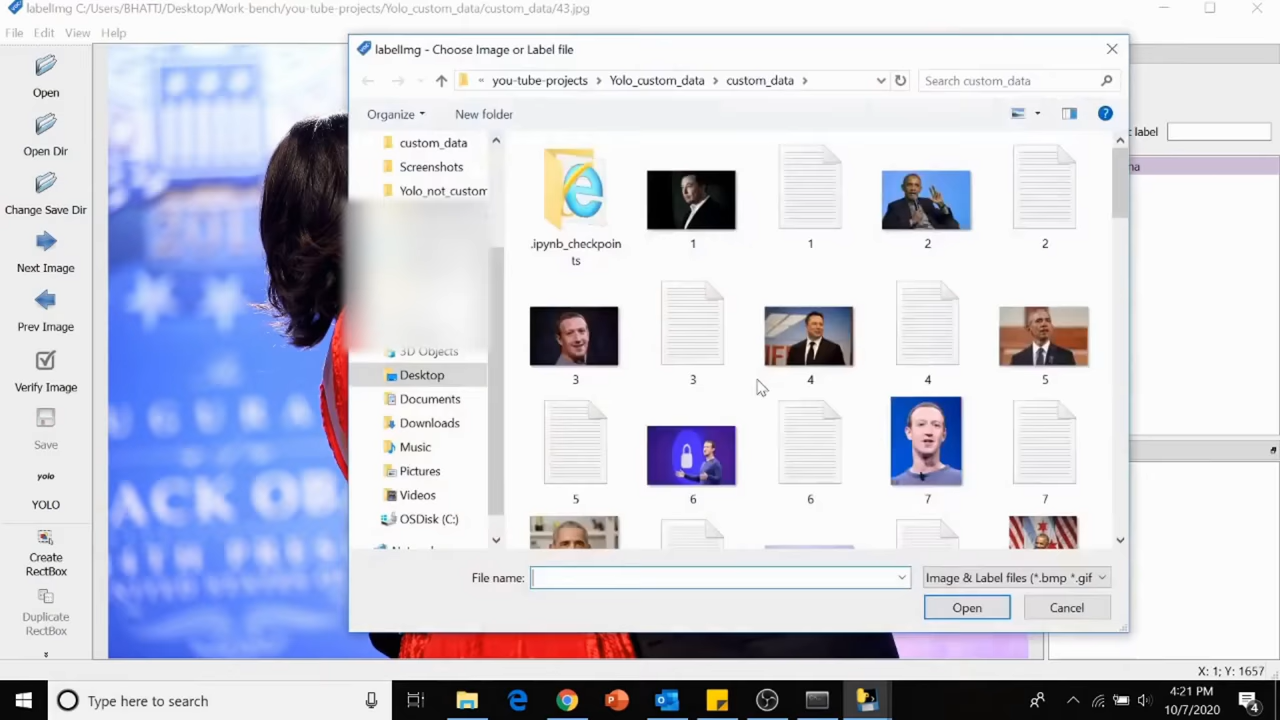 labelImg C:/Users/BHATTJ/Desktop/Work-bench/you-tube-projects/Yolo_custom_data/custom_data/43.jpg
File Edit View Help
Open
Open Dir
Change Save Dir
Next Image
Prev Image
Verify Image
Save
yolo
YOLO
Create
RectBox
Duplicate
RectBox
labelImg - Choose Image or Label file
« you-tube-projects > Yolo_custom_data > custom_data >
Search custom_data
Organize
New folder
custom_data
Screenshots
Yolo_not_custom
3D Objects
Desktop
Documents
Downloads
Music
Pictures
Videos
OSDisk (C:)
.ipynb_checkpoin
ts
1
1
2
2
3
3
4
4
5
5
6
6
7
7
File name:
Image & Label files (*.bmp *.gif
Open
Cancel
label
na
X: 1; Y: 1657
Type here to search
4:21 PM
10/7/2020
4